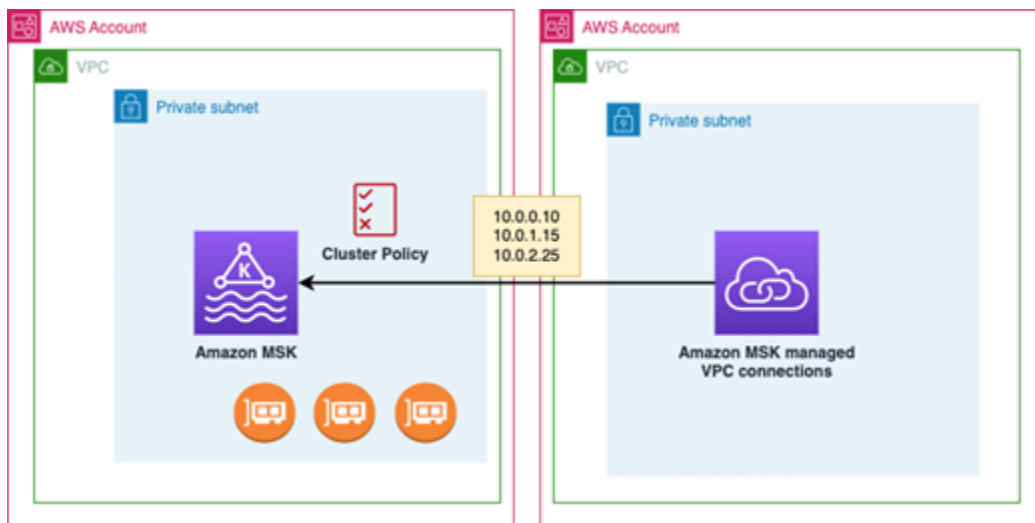 AWS Account
VPC
Private subnet
Cluster Policy
K
Amazon MSK
10.0.0.10
10.0.1.15
10.0.2.25
AWS Account
VPC
Private subnet
Amazon MSK managed
VPC connections